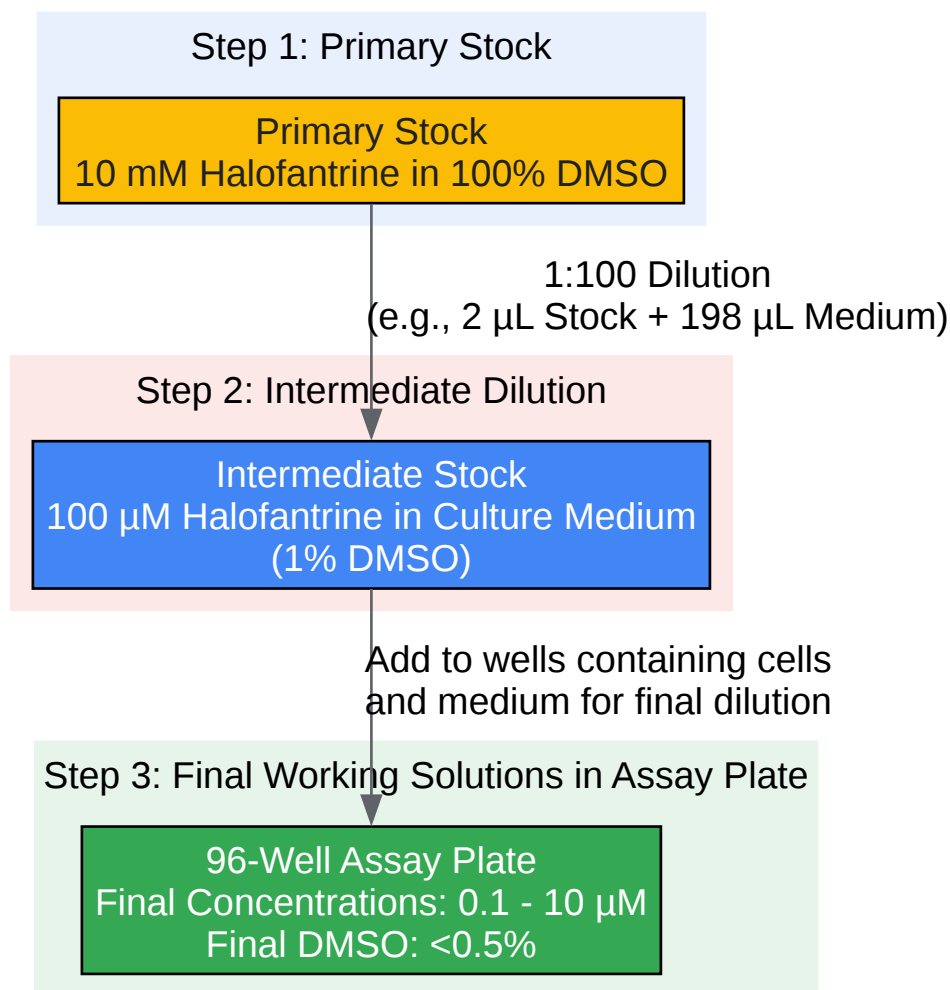 Step 1: Primary Stock
Primary Stock
10 mM Halofantrine in 100% DMSO
1:100 Dilution
(e.g., 2 µL Stock + 198 µL Medium)
Step 2: Intermediate Dilution
Intermediate Stock
100 µM Halofantrine in Culture Medium
(1% DMSO)
Add to wells containing cells
and medium for final dilution
Step 3: Final Working Solutions in Assay Plate
96-Well Assay Plate
Final Concentrations: 0.1 - 10 µM
Final DMSO: <0.5%